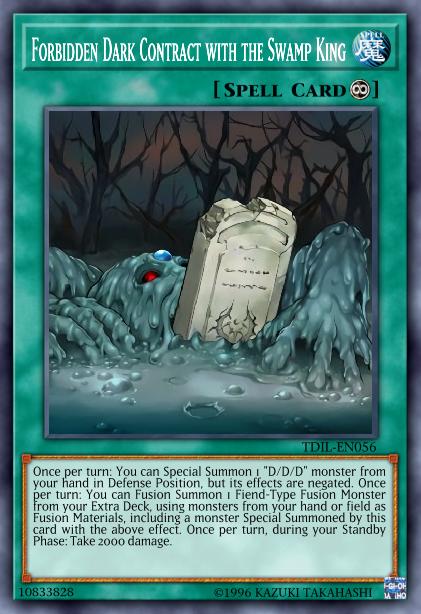 Forbidden Dark Contract with the Swamp King
SPELL
魔
[Spell Card]
TDIL-EN056
Once per turn: You can Special Summon 1 "D/D/D" monster from
your hand in Defense Position, but its effects are negated. Once
per turn: You can Fusion Summon 1 Fiend-Type Fusion Monster
from your Extra Deck, using monsters from your hand or field as
Fusion Materials, including a monster Special Summoned by this
card with the above effect. Once per turn, during your Standby
Phase: Take 2000 damage.
10833828
©1996 KAZUKI TAKAHASHI